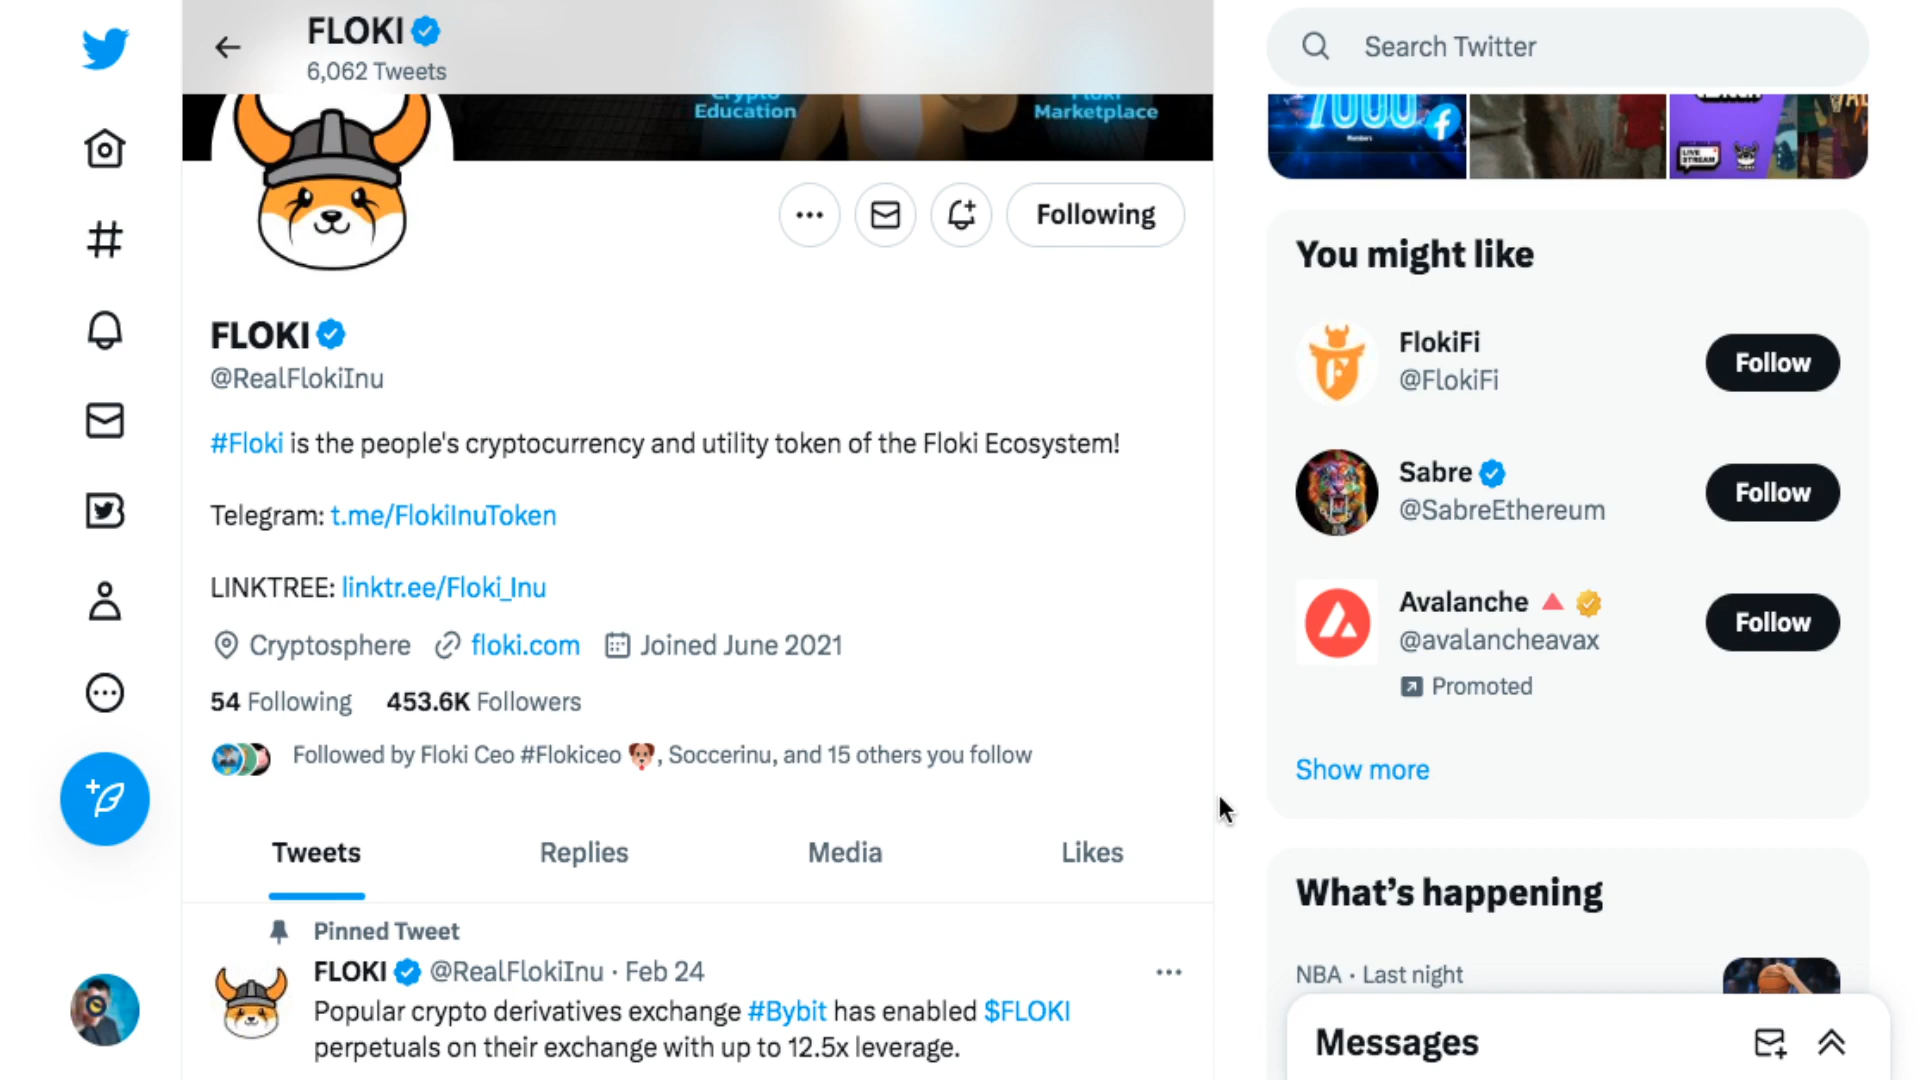 FLOKI
6,062 Tweets
Crypto
Education
Floki
Marketplace
Following
FLOKI
@RealFlokiInu
#Floki is the people's cryptocurrency and utility token of the Floki Ecosystem!
Telegram: t.me/FlokiInuToken
LINKTREE: linktr.ee/Floki_Inu
Cryptosphere floki.com Joined June 2021
54 Following 453.6K Followers
Followed by Floki Ceo #Flokiceo 🐶, Soccerinu, and 15 others you follow
Tweets Replies Media Likes
Pinned Tweet
FLOKI @RealFlokiInu · Feb 24
Popular crypto derivatives exchange #Bybit has enabled $FLOKI
perpetuals on their exchange with up to 12.5x leverage.
Search Twitter
7000
Members
LIVE
STREAM
You might like
FlokiFi
@FlokiFi
Follow
Sabre
@SabreEthereum
Follow
Avalanche
@avalancheavax
Follow
Promoted
Show more
What's happening
NBA · Last night
Messages